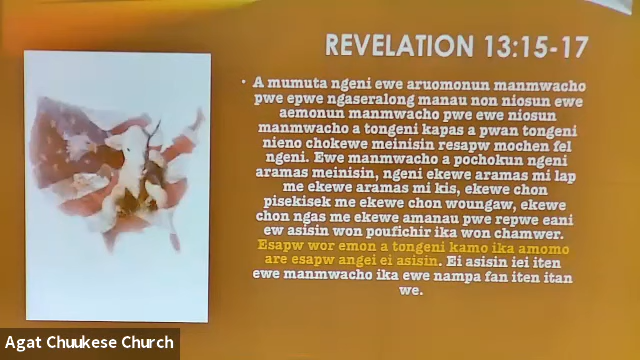 REVELATION 13:15-17
• A mumuta ngeni ewe aruomonun manmwacho
pwe epwe ngaseralong manau non niosun ewe
aemonun manmwacho pwe ewe niosun
manmwacho a tongeni kapas a pwan tongeni
nieno chokewe meinisin resapw mochen fel
ngeni. Ewe manmwacho a pochokun ngeni
aramas meinisin, ngeni ekewe aramas mi lap
me ekewe aramas mi kis, ekewe chon
pisekisek me ekewe chon woungaw, ekewe
chon ngas me ekewe amanau pwe repwe eani
ew asisin won poufichir ika won chamwer.
Esapw wor emon a tongeni kamo ika amomo
are esapw angei ei asisin. Ei asisin iei iten
ewe manmwacho ika ewe nampa fan iten itan
we.
Agat Chuukese Church